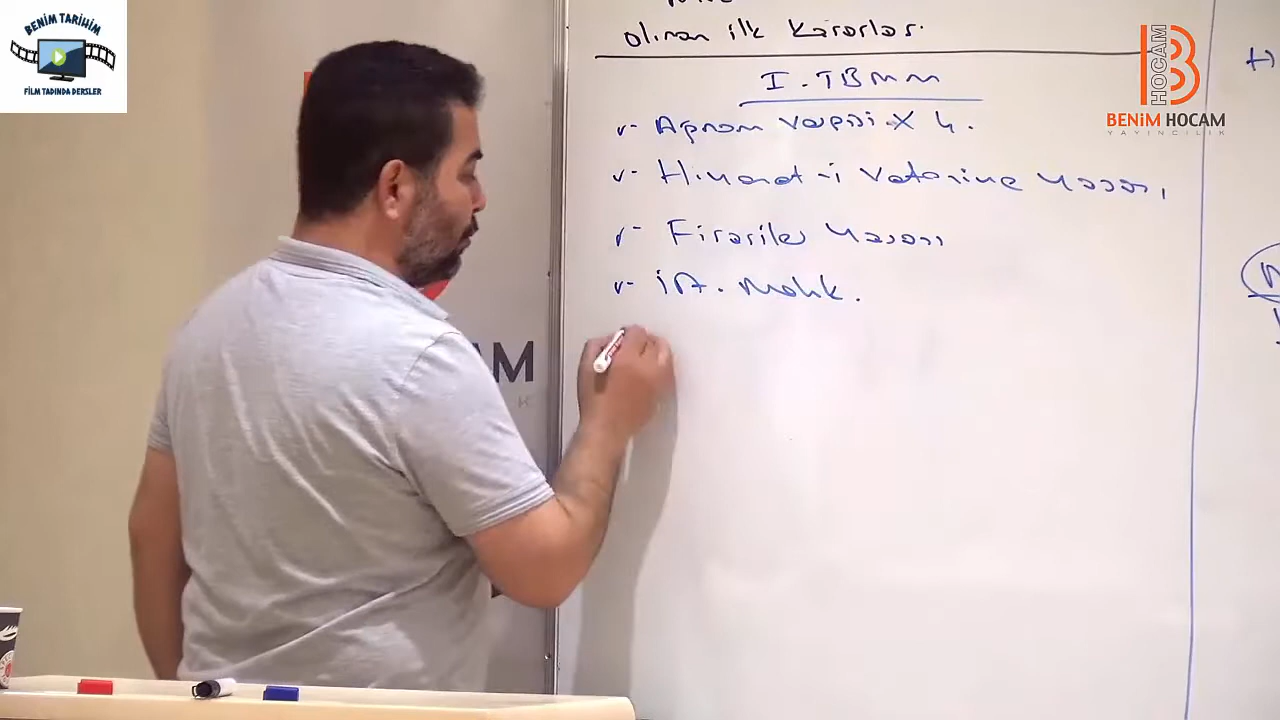 BENİM TARİHİM
FİLM TADINDA DERSLER
alınan ilk kararlar.
HOCAM
BENİM HOCAM
YAYINCILIK
I. TBMM
Ağnam vergisi X 4.
Hıyanet-i Vataniye Yasası
Firariler Yasası
İst. Mahk.
AM